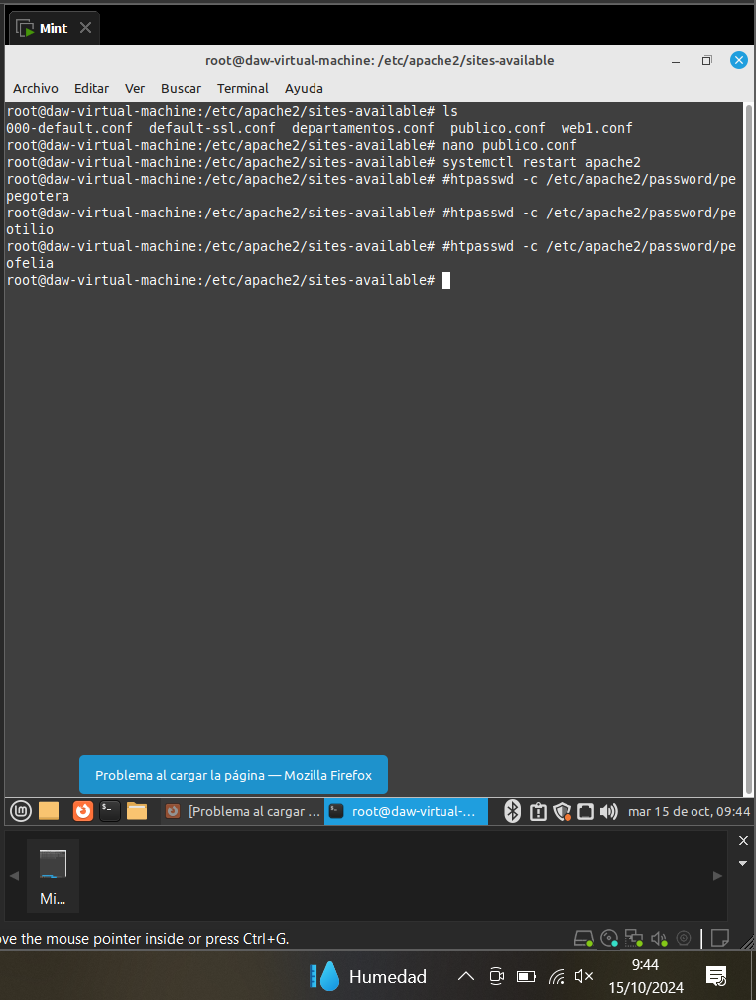 Mint
root@daw-virtual-machine: /etc/apache2/sites-available
Archivo Editar Ver Buscar Terminal Ayuda
root@daw-virtual-machine:/etc/apache2/sites-available# ls
000-default.conf default-ssl.conf departamentos.conf publico.conf web1.conf
root@daw-virtual-machine:/etc/apache2/sites-available# nano publico.conf
root@daw-virtual-machine:/etc/apache2/sites-available# systemctl restart apache2
root@daw-virtual-machine:/etc/apache2/sites-available# #htpasswd -c /etc/apache2/password/pe
pegotera
root@daw-virtual-machine:/etc/apache2/sites-available# #htpasswd -c /etc/apache2/password/pe
otilio
root@daw-virtual-machine:/etc/apache2/sites-available# #htpasswd -c /etc/apache2/password/pe
ofelia
root@daw-virtual-machine:/etc/apache2/sites-available#
Problema al cargar la página — Mozilla Firefox
[Problema al cargar ... root@daw-virtual-... mar 15 de oct, 09:44
Mi...
ove the mouse pointer inside or press Ctrl+G.
Humedad
9:44
15/10/2024